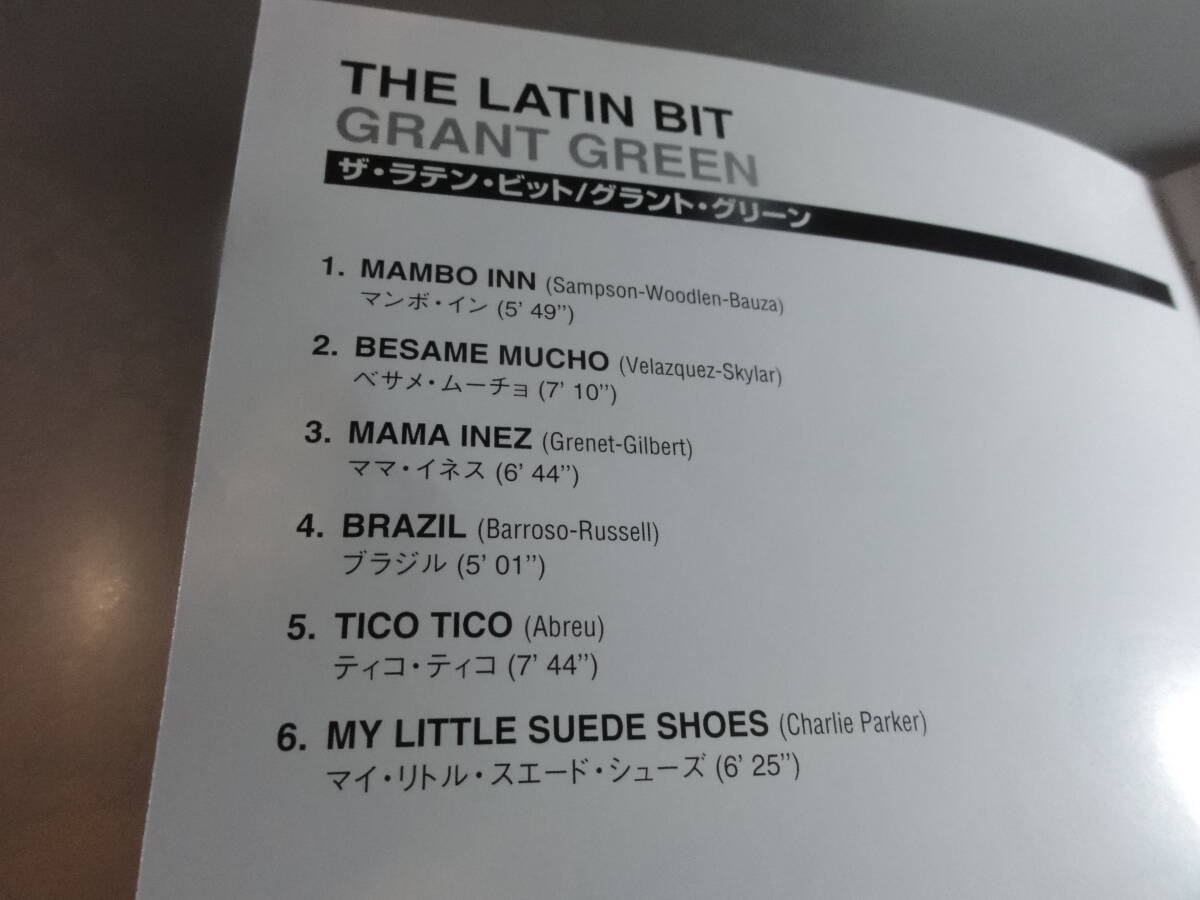 THE LATIN BIT
GRANT GREEN
ザ・ラテン・ビット/グラント・グリーン
1. MAMBO INN (Sampson-Woodlen-Bauza)
マンボ・イン (5' 49")
2. BESAME MUCHO (Velazquez-Skylar)
ベサメ・ムーチョ (7' 10")
3. MAMA INEZ (Grenet-Gilbert)
ママ・イネス (6' 44")
4. BRAZIL (Barroso-Russell)
ブラジル (5' 01")
5. TICO TICO (Abreu)
ティコ・ティコ (7' 44")
6. MY LITTLE SUEDE SHOES (Charlie Parker)
マイ・リトル・スエード・シューズ (6' 25")